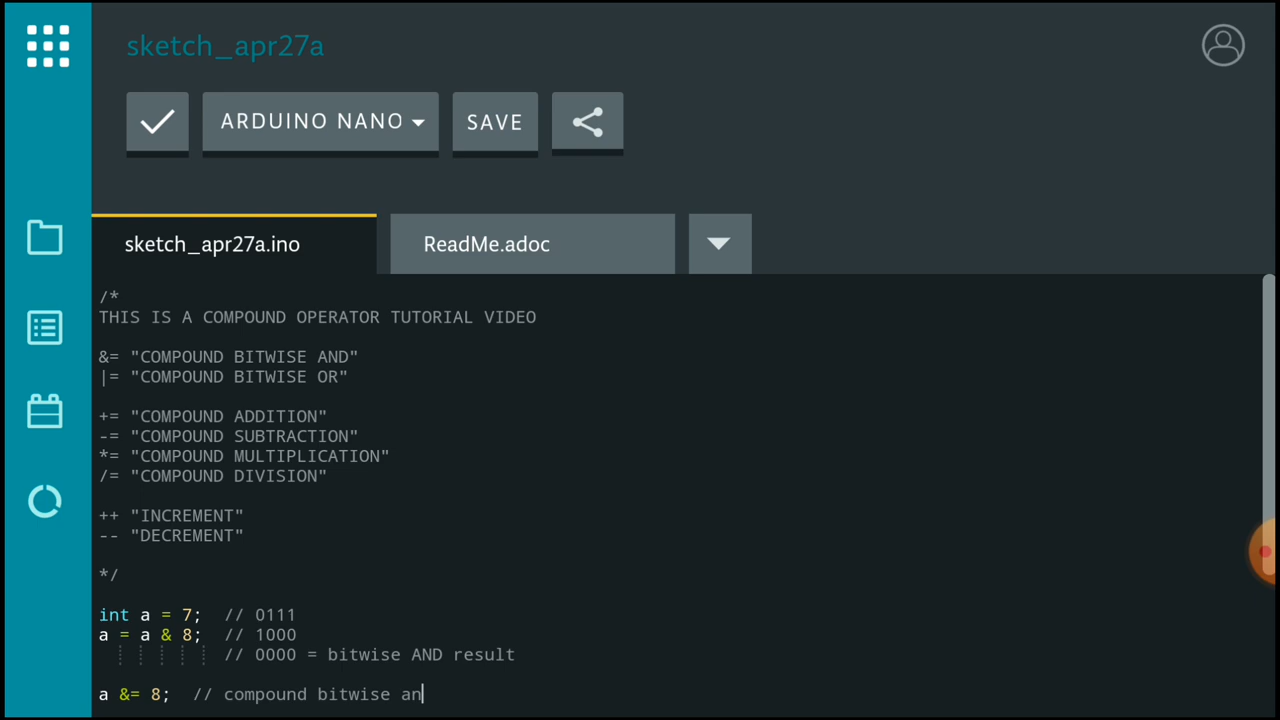 sketch_apr27a
ARDUINO NANO
SAVE
sketch_apr27a.ino
ReadMe.adoc
/*
THIS IS A COMPOUND OPERATOR TUTORIAL VIDEO
&= "COMPOUND BITWISE AND"
|= "COMPOUND BITWISE OR"
+= "COMPOUND ADDITION"
-= "COMPOUND SUBTRACTION"
*= "COMPOUND MULTIPLICATION"
/= "COMPOUND DIVISION"
++ "INCREMENT"
-- "DECREMENT"
*/
int a = 7;  // 0111
a = a & 8;  // 1000
// 0000 = bitwise AND result
a &= 8;  // compound bitwise an